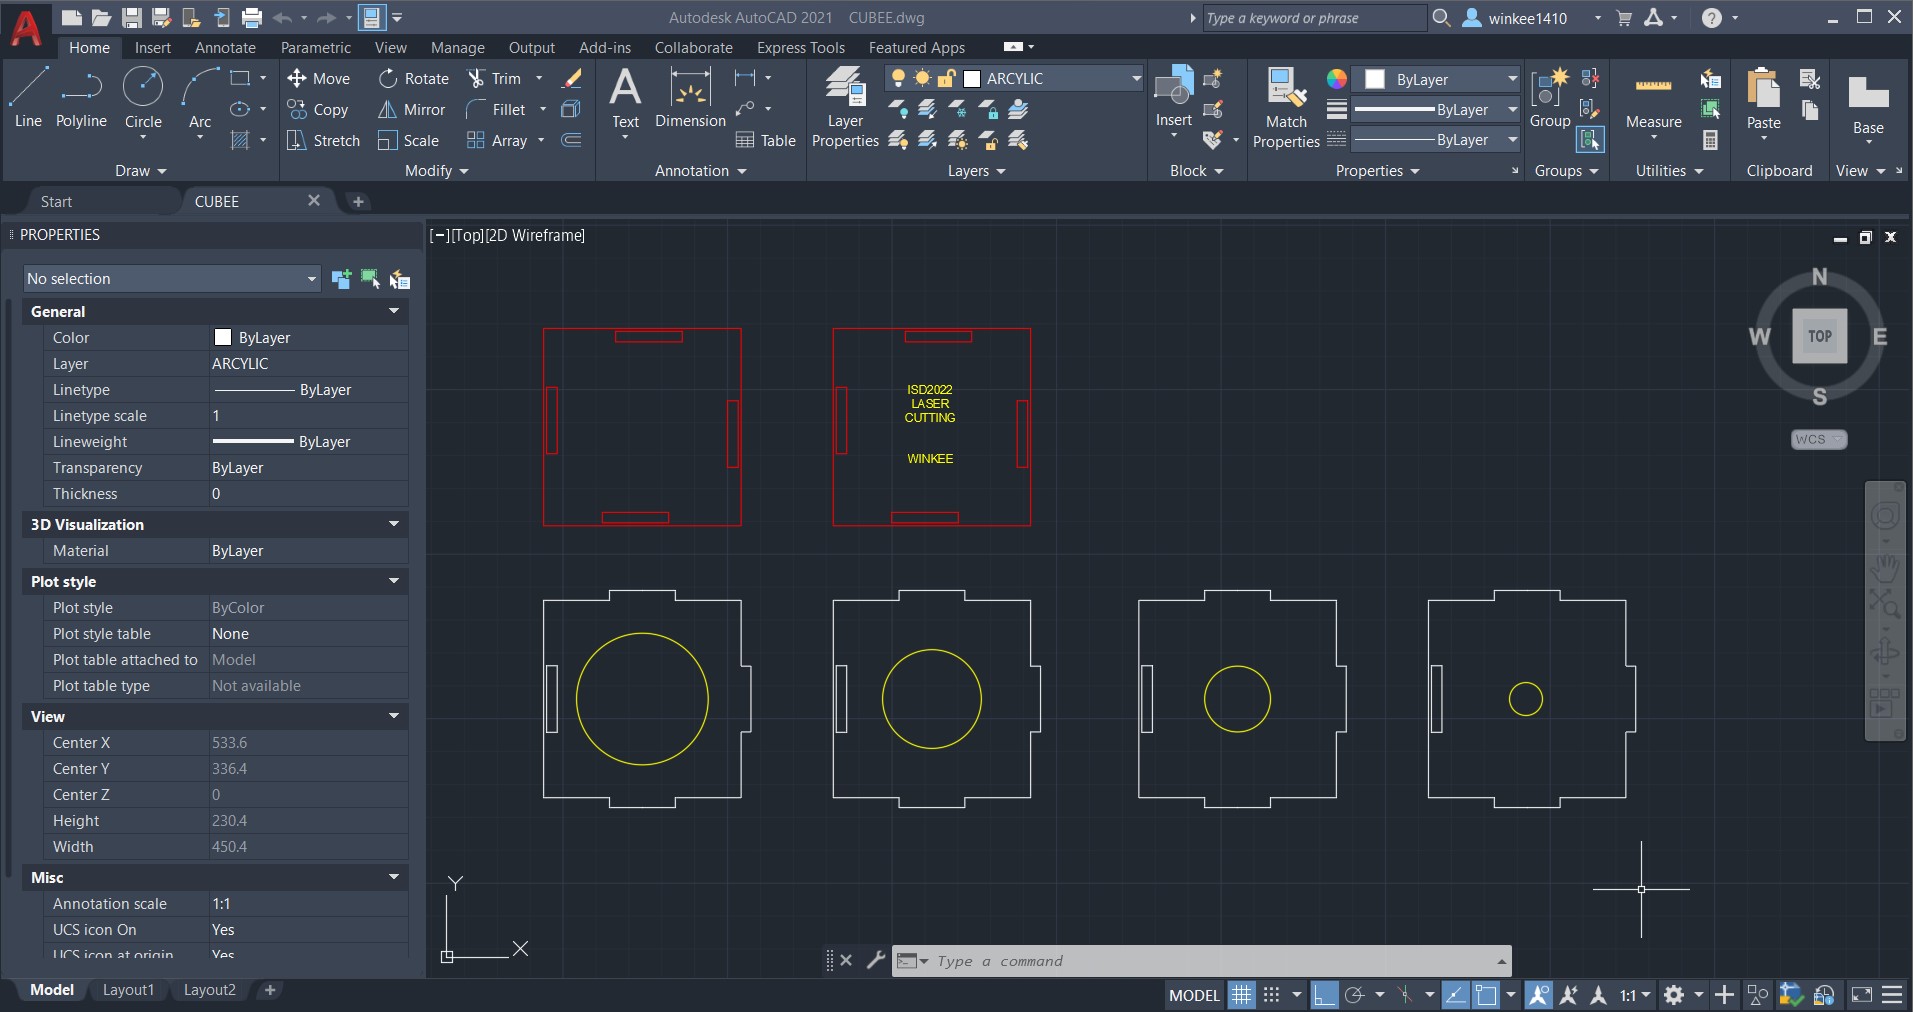 Autodesk AutoCAD 2021 CUBEE.dwg
Type a keyword or phrase
winkee1410
Home Insert Annotate Parametric View Manage Output Add-ins Collaborate Express Tools Featured Apps
Line Polyline Circle Arc
Move Rotate Trim
Copy Mirror Fillet
Stretch Scale Array
Text Dimension Table
Layer Properties
ARCYLIC
Insert
Match Properties
ByLayer
ByLayer
ByLayer
Group
Measure
Paste
Base
Draw Modify Annotation Layers Block Properties Groups Utilities Clipboard View
Start CUBEE
PROPERTIES
No selection
General
Color ByLayer
Layer ARCYLIC
Linetype ByLayer
Linetype scale 1
Lineweight ByLayer
Transparency ByLayer
Thickness 0
3D Visualization
Material ByLayer
Plot style
Plot style ByColor
Plot style table None
Plot table attached to Model
Plot table type Not available
View
Center X 533.6
Center Y 336.4
Center Z 0
Height 230.4
Width 450.4
Misc
Annotation scale 1:1
UCS icon On Yes
UCS icon at origin Yes
[−][Top][2D Wireframe]
ISD2022
LASER
CUTTING
WINKEE
N
W TOP E
S
WCS
Y
X
Type a command
Model Layout1 Layout2
MODEL 1:1